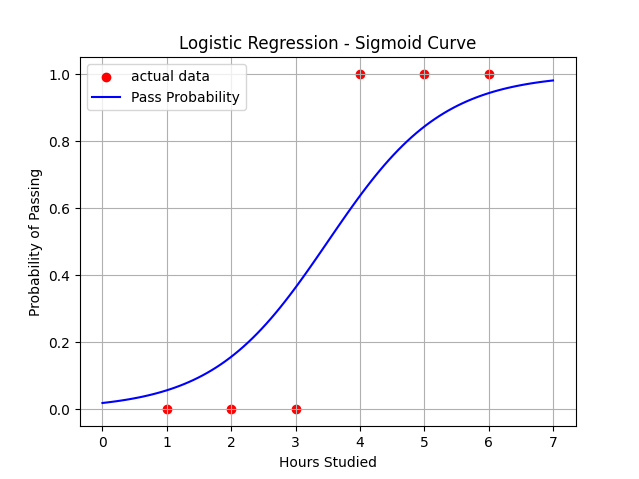 Logistic Regression - Sigmoid Curve
actual data
Pass Probability
Probability of Passing
1.0
0.8
0.6
0.4
0.2
0.0
0 1 2 3 4 5 6 7
Hours Studied